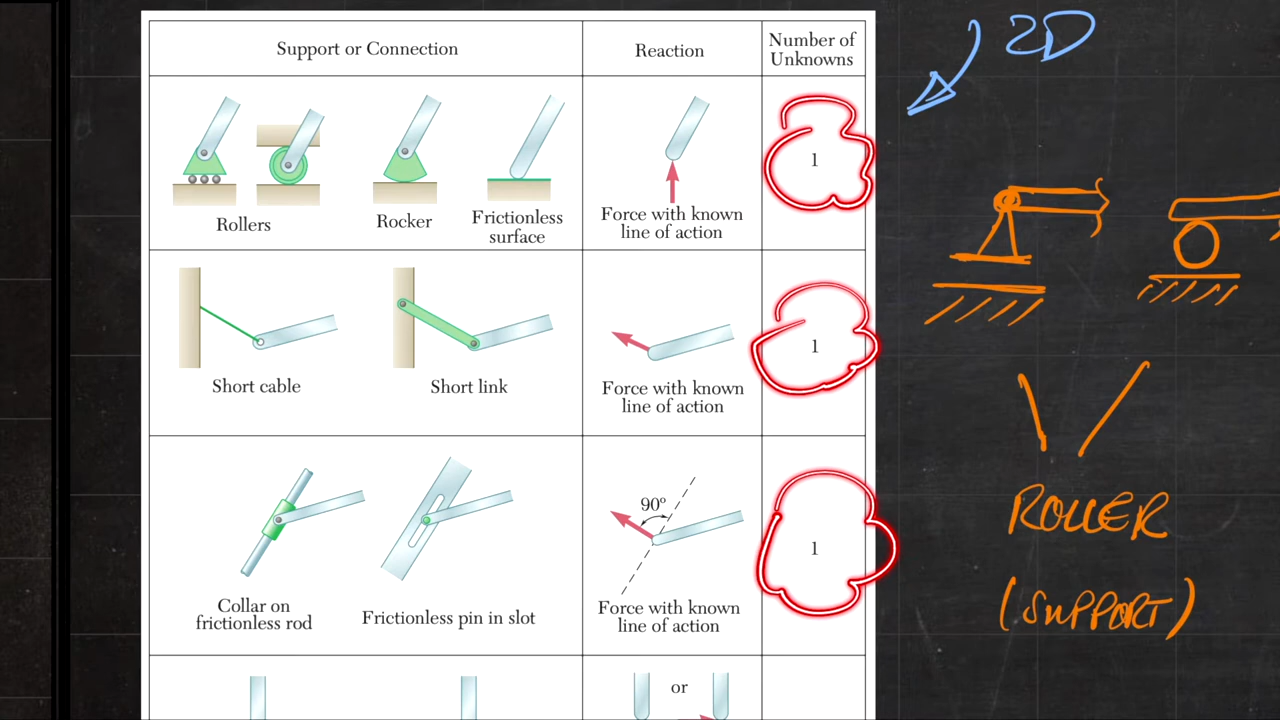 Support or Connection
Reaction
Number of
Unknowns
2D
Rollers
Rocker
Frictionless
surface
Force with known
line of action
1
Short cable
Short link
Force with known
line of action
1
Collar on
frictionless rod
Frictionless pin in slot
90º
Force with known
line of action
1
or
ROLLER
(SUPPORT)